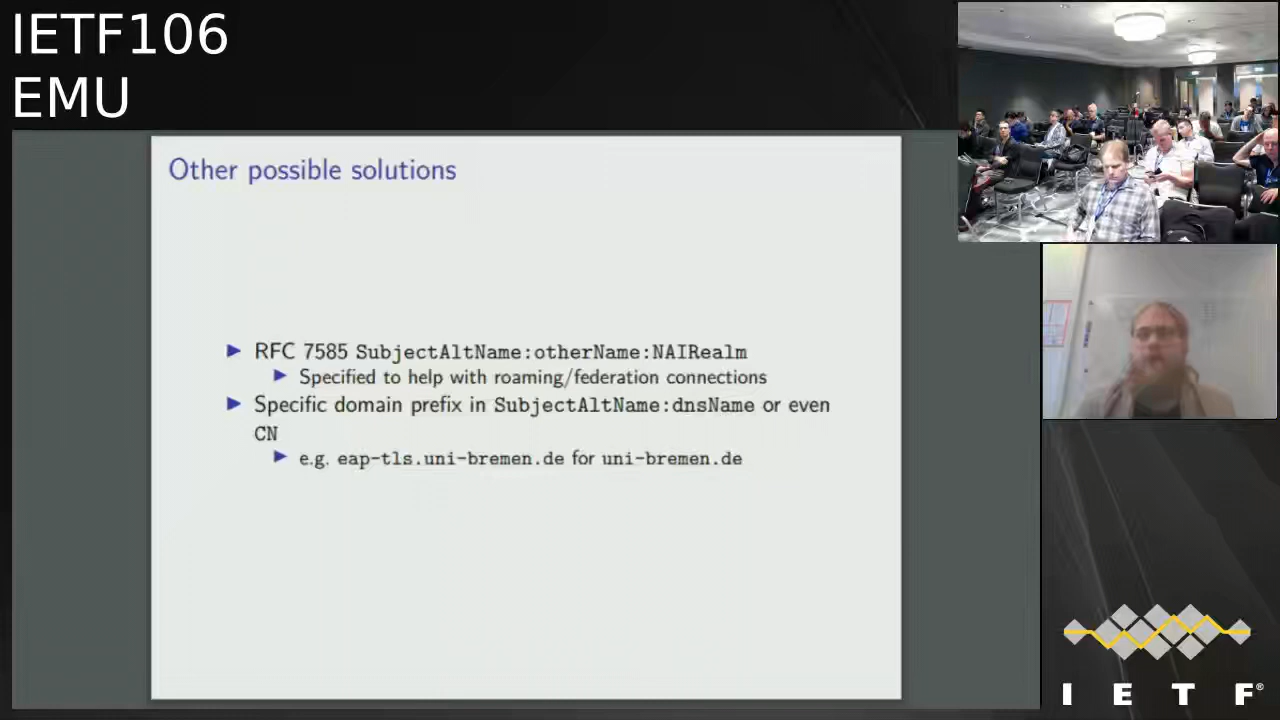 IETF106
EMU
Other possible solutions
▶ RFC 7585 SubjectAltName:otherName:NAIRealm
▶ Specified to help with roaming/federation connections
▶ Specific domain prefix in SubjectAltName:dnsName or even
CN
▶ e.g. eap-tls.uni-bremen.de for uni-bremen.de
I E T F®